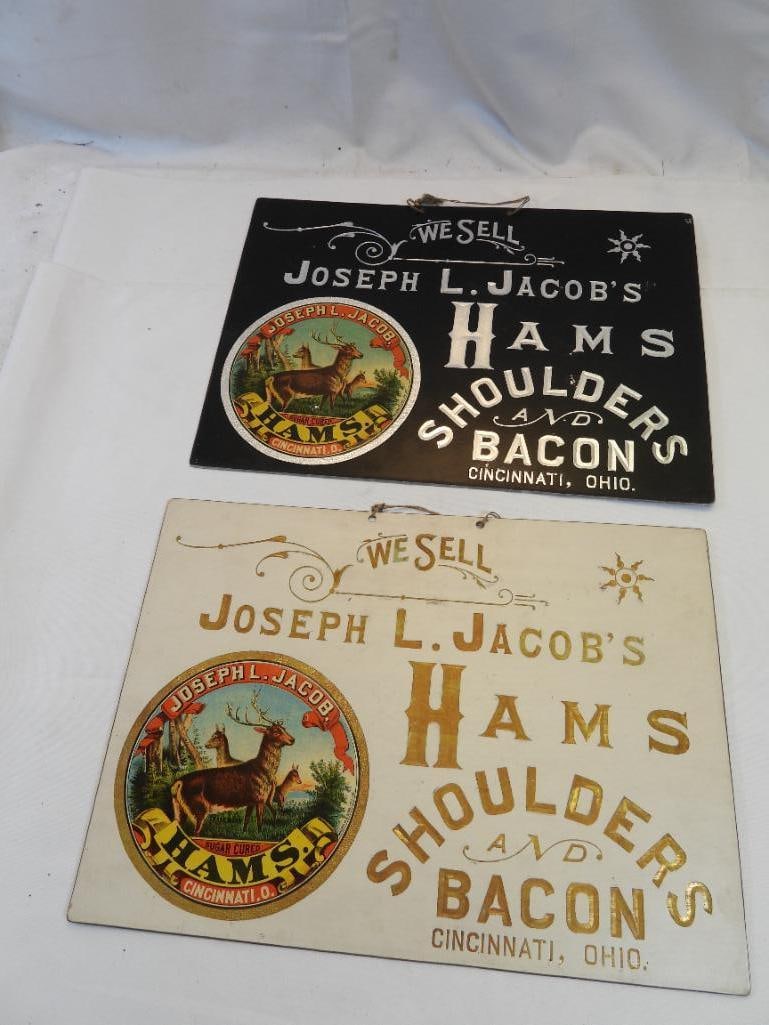 WE SELL
JOSEPH L. JACOB'S
HAMS
SHOULDERS
AND
BACON
CINCINNATI, OHIO.
JOSEPH L. JACOB.
SUGAR CURED
HAMS.
CINCINNATI.O.
WE SELL
JOSEPH L. JACOB'S
HAMS
SHOULDERS
AND
BACON
CINCINNATI, OHIO.
JOSEPH L. JACOB.
SUGAR CURED
HAMS.
CINCINNATI.O.